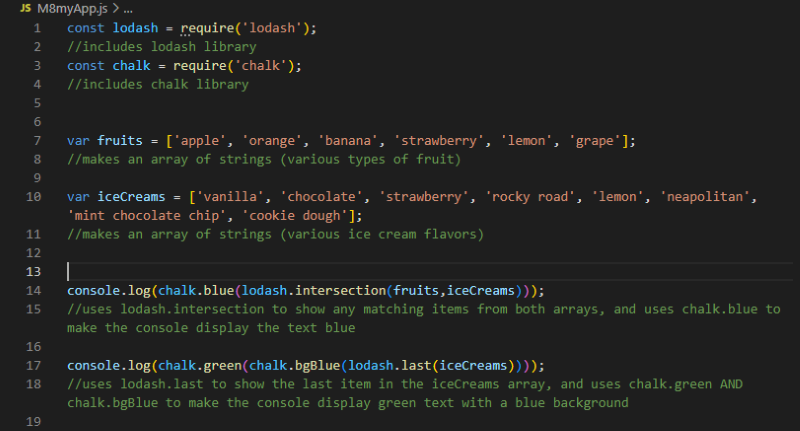 JS M8myApp.js > ...
1 const lodash = require('lodash');
2 //includes lodash library
3 const chalk = require('chalk');
4 //includes chalk library
5
6
7 var fruits = ['apple', 'orange', 'banana', 'strawberry', 'lemon', 'grape'];
8 //makes an array of strings (various types of fruit)
9
10 var iceCreams = ['vanilla', 'chocolate', 'strawberry', 'rocky road', 'lemon', 'neapolitan',
'mint chocolate chip', 'cookie dough'];
11 //makes an array of strings (various ice cream flavors)
12
13
14 console.log(chalk.blue(lodash.intersection(fruits,iceCreams)));
15 //uses lodash.intersection to show any matching items from both arrays, and uses chalk.blue to
make the console display the text blue
16
17 console.log(chalk.green(chalk.bgBlue(lodash.last(iceCreams))));
18 //uses lodash.last to show the last item in the iceCreams array, and uses chalk.green AND
chalk.bgBlue to make the console display green text with a blue background
19